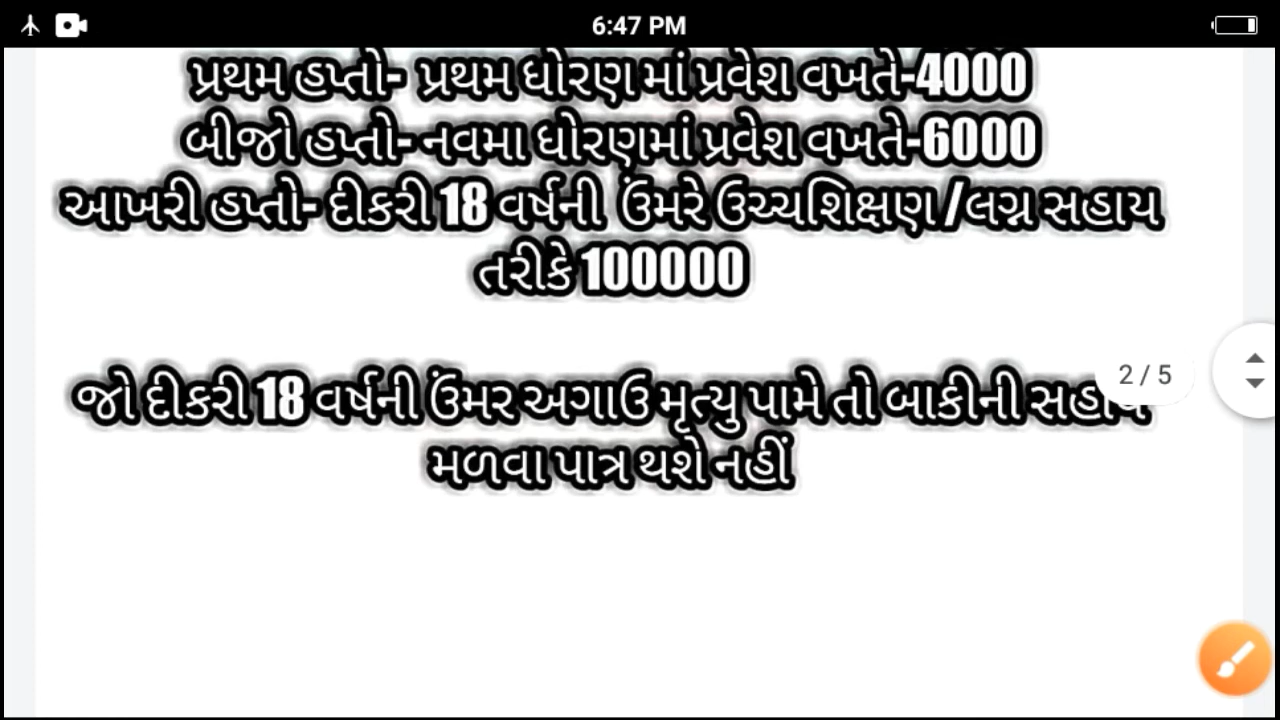 6:47 PM
પ્રથમ હપ્તો- પ્રથમ ધોરણ માં પ્રવેશ વખતે-4000
બીજો હપ્તો- નવમા ધોરણમાં પ્રવેશ વખતે-6000
આખરી હપ્તો- દીકરી 18 વર્ષની ઉંમરે ઉચ્ચશિક્ષણ /લગ્ન સહાય
તરીકે 100000
2 / 5
જો દીકરી 18 વર્ષની ઉંમર અગાઉ મૃત્યુ પામે તો બાકીની સહાય
મળવા પાત્ર થશે નહીં